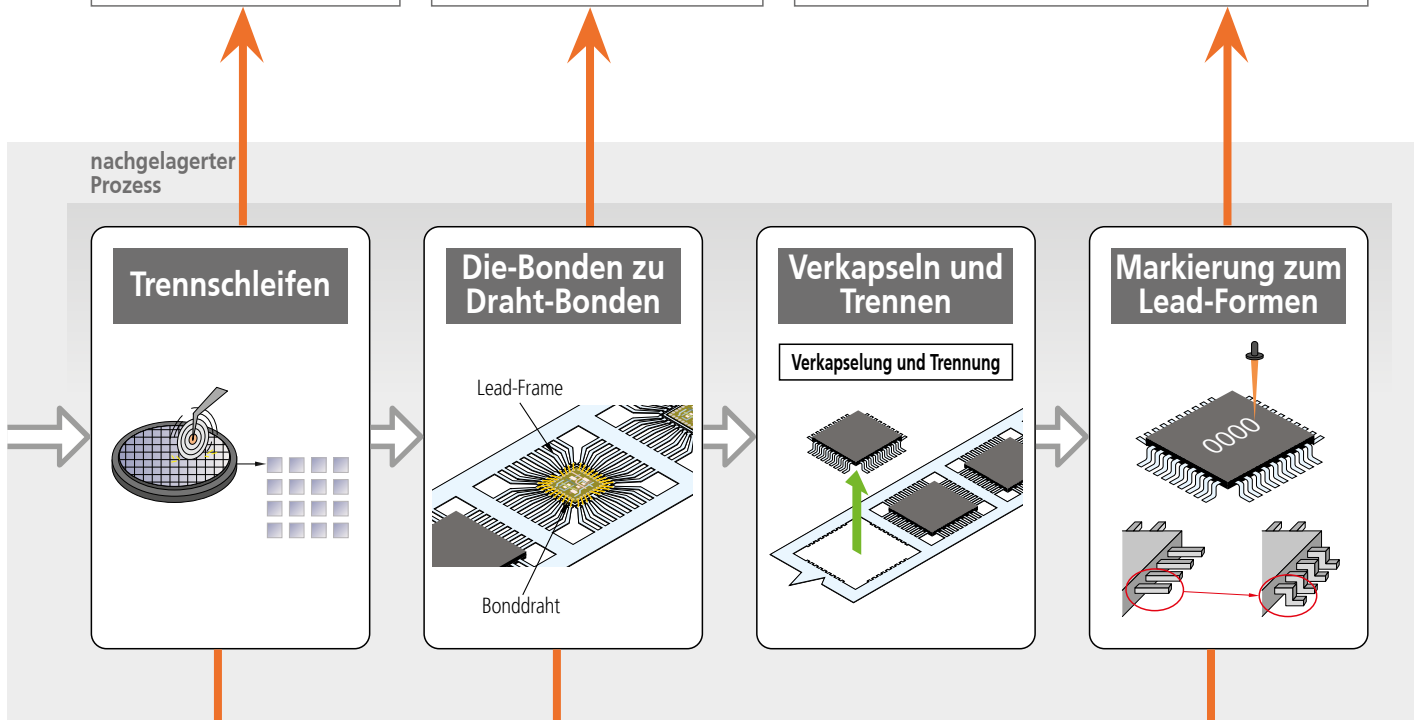 nachgelagerter
Prozess
Trennschleifen
Die-Bonden zu
Draht-Bonden
Lead-Frame
Bonddraht
Verkapseln und
Trennen
Verkapselung und Trennung
Markierung zum
Lead-Formen
0000